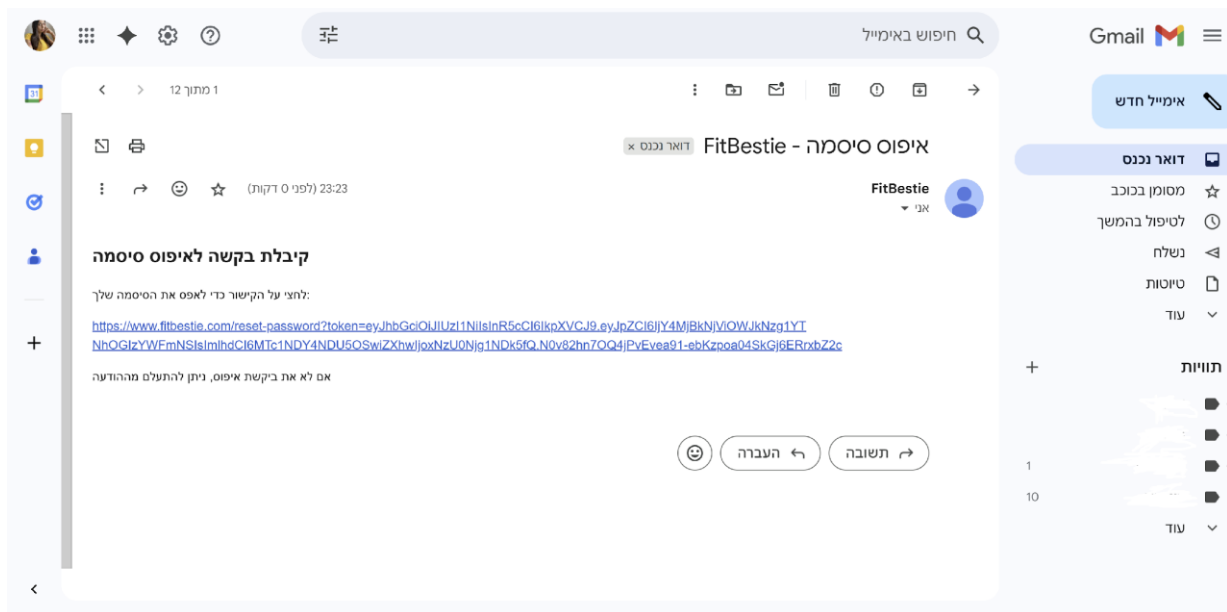 Gmail
חיפוש באימייל
אימייל חדש
דואר נכנס
מסומן בכוכב
לטיפול בהמשך
נשלח
טיוטות
עוד
תוויות
1
10
עוד
1 מתוך 12
איפוס סיסמה - FitBestie דואר נכנס x
FitBestie
אני
23:23 (לפני 0 דקות)
קיבלת בקשה לאיפוס סיסמה
לחצי על הקישור כדי לאפס את הסיסמה שלך:
https://www.fitbestie.com/reset-password?token=eyJhbGciOiJIUzI1NiIsInR5cCI6IkpXVCJ9.eyJpZCI6IjY4MjBkNjViOWJkNzg1YT
NhOGIzYWFmNSIsImlhdCI6MTc1NDY4NDU5OSwiZXhwIjoxNzU0Njg1NDk5fQ.N0v82hn7OQ4jPvEvea91-ebKzpoa04SkGj6ERrxbZ2c
אם לא את ביקשת איפוס, ניתן להתעלם מההודעה
תשובה
העברה
31